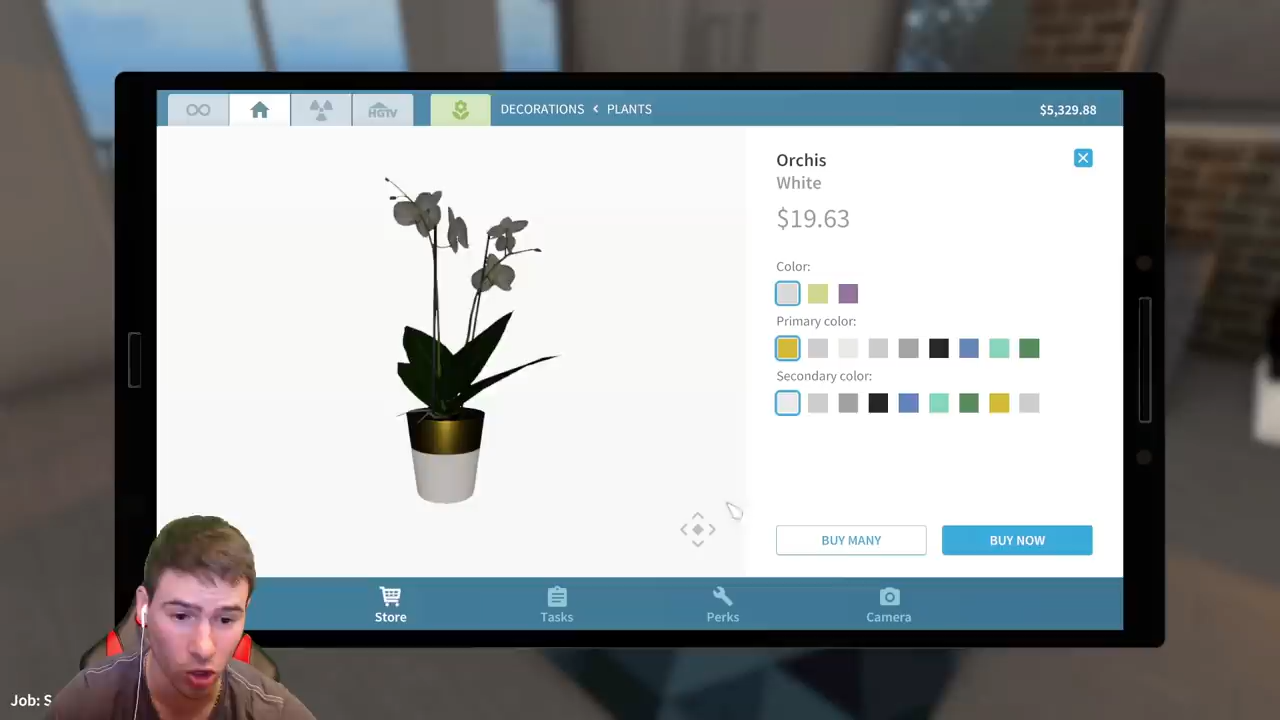 HGTV
DECORATIONS < PLANTS
$5,329.88
Orchis
White
$19.63
Color:
Primary color:
Secondary color:
BUY MANY
BUY NOW
Store
Tasks
Perks
Camera
Job: S